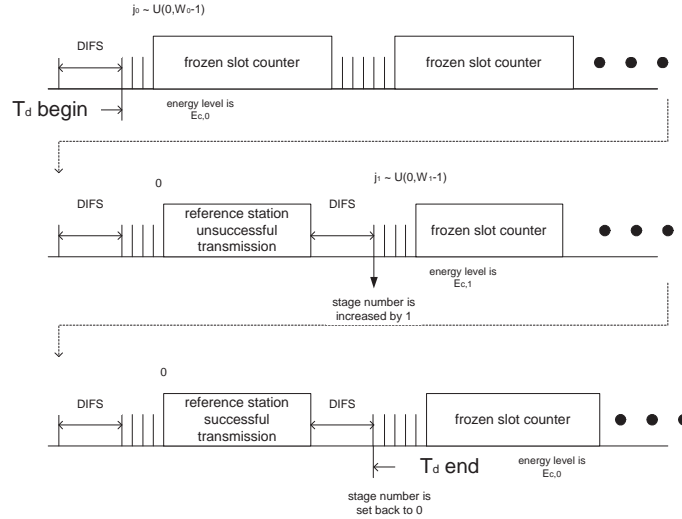 j₀ ~ U(0,W₀-1)
DIFS
frozen slot counter
frozen slot counter
T_d begin
energy level is
E_c,0
0
j₁ ~ U(0,W₁-1)
DIFS
reference station
unsuccessful
transmission
DIFS
frozen slot counter
energy level is
E_c,1
stage number is
increased by 1
0
DIFS
reference station
successful
transmission
DIFS
frozen slot counter
T_d end
energy level is
E_c,0
stage number is
set back to 0